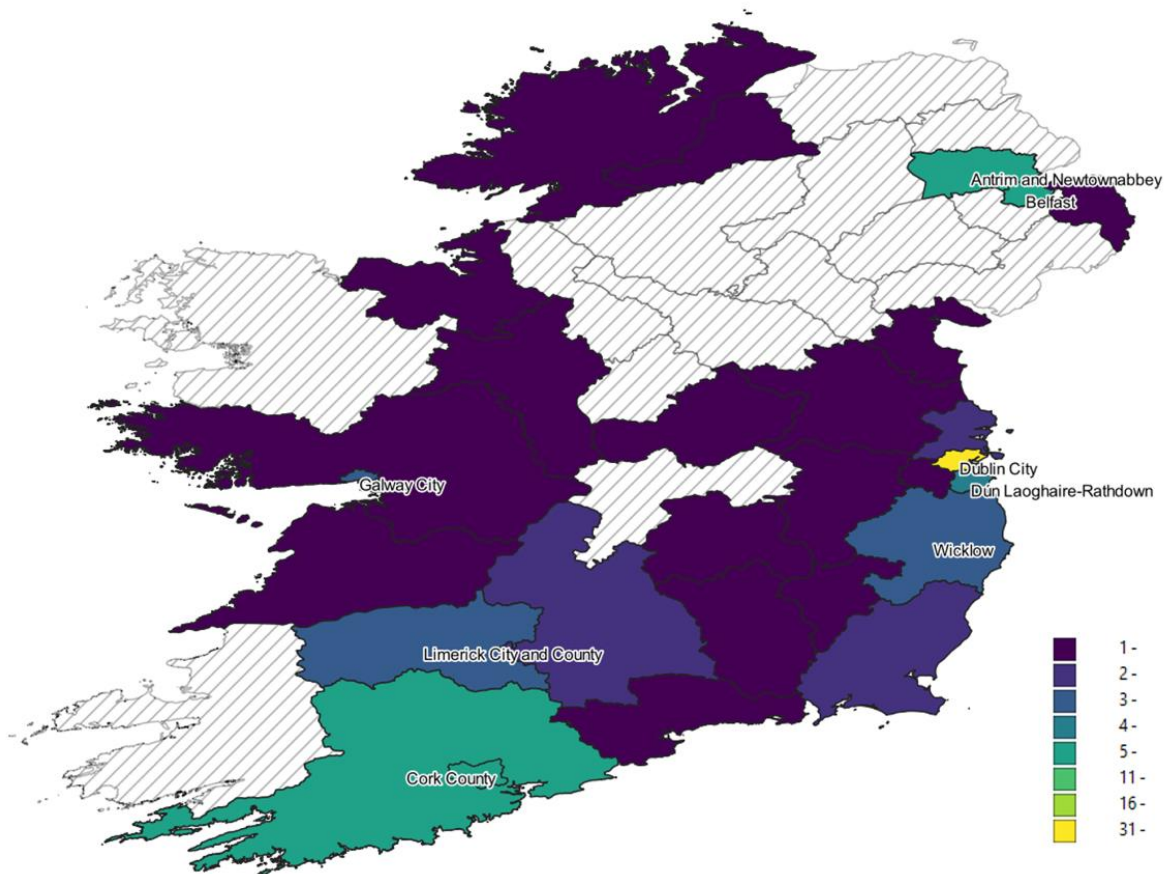 Antrim and Newtownabbey
Belfast
Dublin City
Galway City
Dún Laoghaire-Rathdown
Wicklow
Limerick City and County
Cork County
1 -
2 -
3 -
4 -
5 -
11 -
16 -
31 -